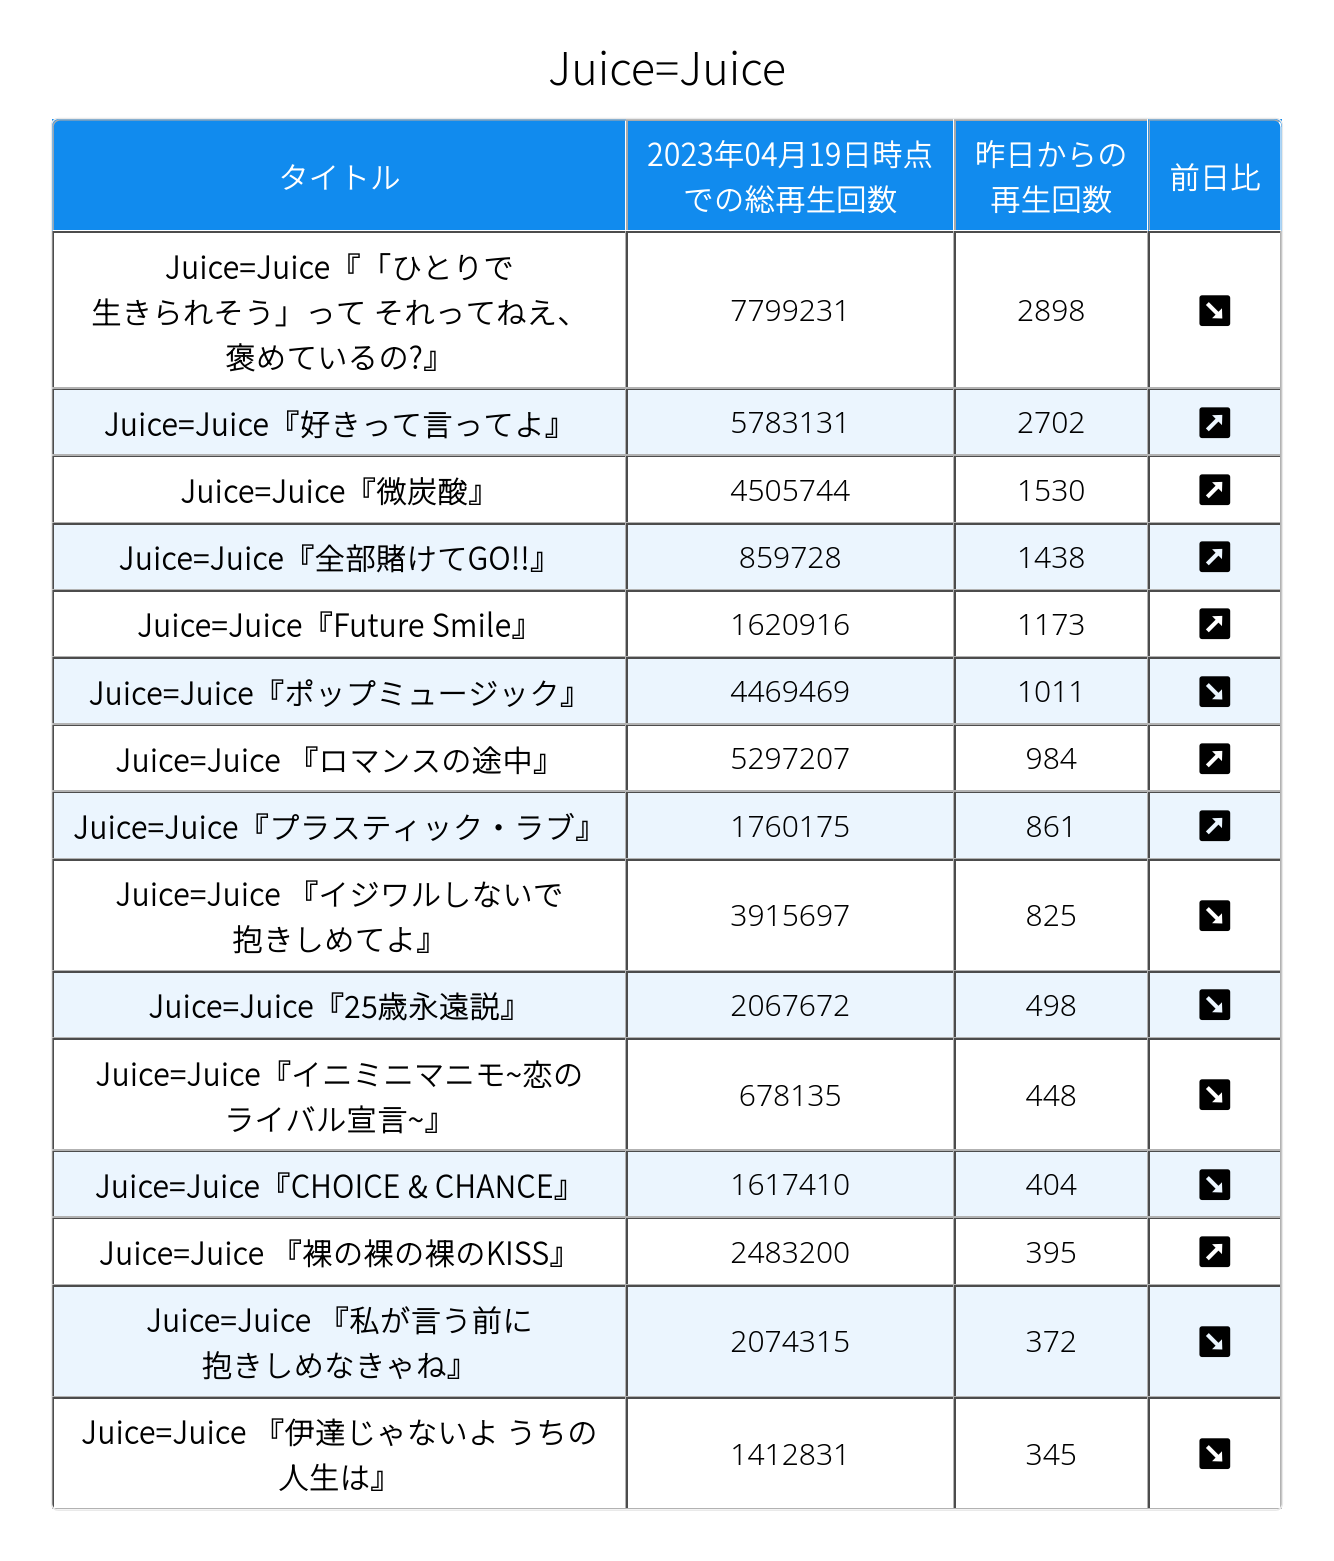 Juice=Juice
タイトル
2023年04月19日時点
での総再生回数
昨日からの
再生回数
前日比
Juice=Juice『「ひとりで
生きられそう」って それってねえ、
褒めているの?』
7799231
2898
↘
Juice=Juice『好きって言ってよ』
5783131
2702
↗
Juice=Juice『微炭酸』
4505744
1530
↗
Juice=Juice『全部賭けてGO!!』
859728
1438
↗
Juice=Juice『Future Smile』
1620916
1173
↗
Juice=Juice『ポップミュージック』
4469469
1011
↘
Juice=Juice 『ロマンスの途中』
5297207
984
↗
Juice=Juice『プラスティック・ラブ』
1760175
861
↗
Juice=Juice 『イジワルしないで
抱きしめてよ』
3915697
825
↘
Juice=Juice『25歳永遠説』
2067672
498
↘
Juice=Juice『イニミニマニモ~恋の
ライバル宣言~』
678135
448
↘
Juice=Juice『CHOICE & CHANCE』
1617410
404
↘
Juice=Juice 『裸の裸の裸のKISS』
2483200
395
↗
Juice=Juice 『私が言う前に
抱きしめなきゃね』
2074315
372
↘
Juice=Juice 『伊達じゃないよ うちの
人生は』
1412831
345
↘